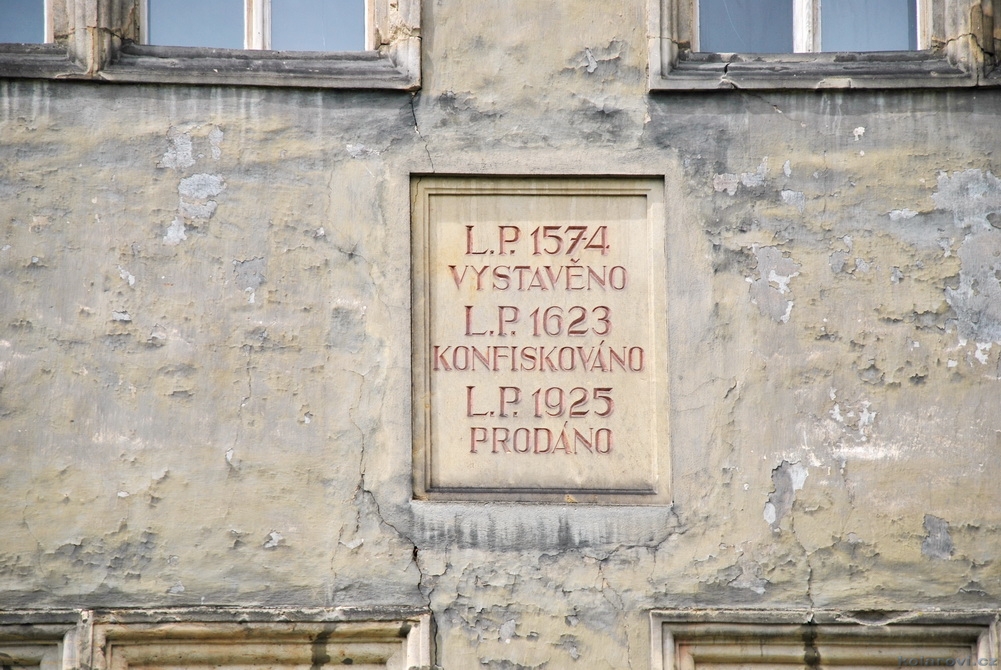 L.P. 1574
VYSTAVĚNO
L.P. 1623
KONFISKOVÁNO
L.P. 1925
PRODÁNO